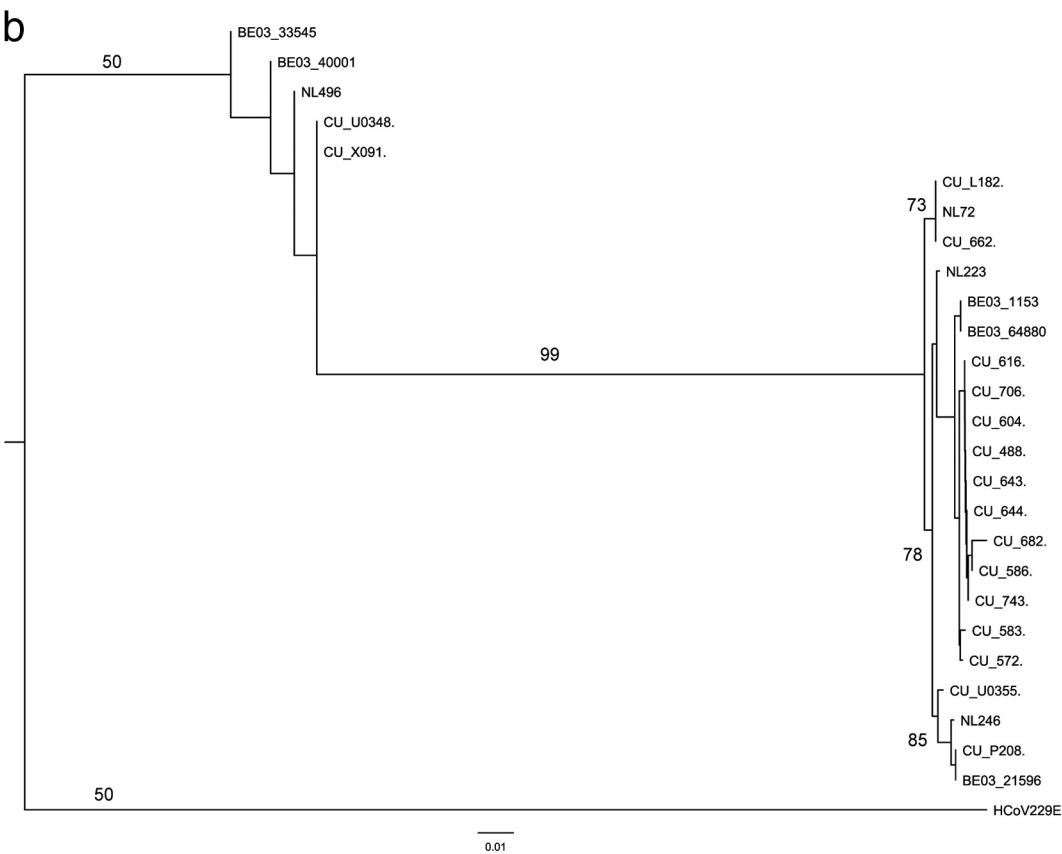 b
BE03_33545
50
BE03_40001
NL496
CU_U0348.
CU_X091.
CU_L182.
73
NL72
CU_662.
NL223
BE03_1153
BE03_64880
99
CU_616.
CU_706.
CU_604.
CU_488.
CU_643.
CU_644.
CU_682.
78
CU_586.
CU_743.
CU_583.
CU_572.
CU_U0355.
NL246
85
CU_P208.
BE03_21596
50
HCoV229E
0.01